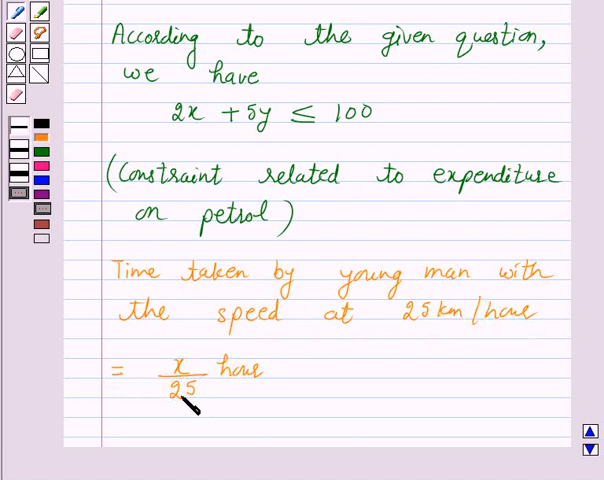 According to the given question,
we have
2x + 5y ≤ 100
(Constraint related to expenditure
on petrol)
Time taken by young man with
the speed at 25 km/hour
= x/25 hour